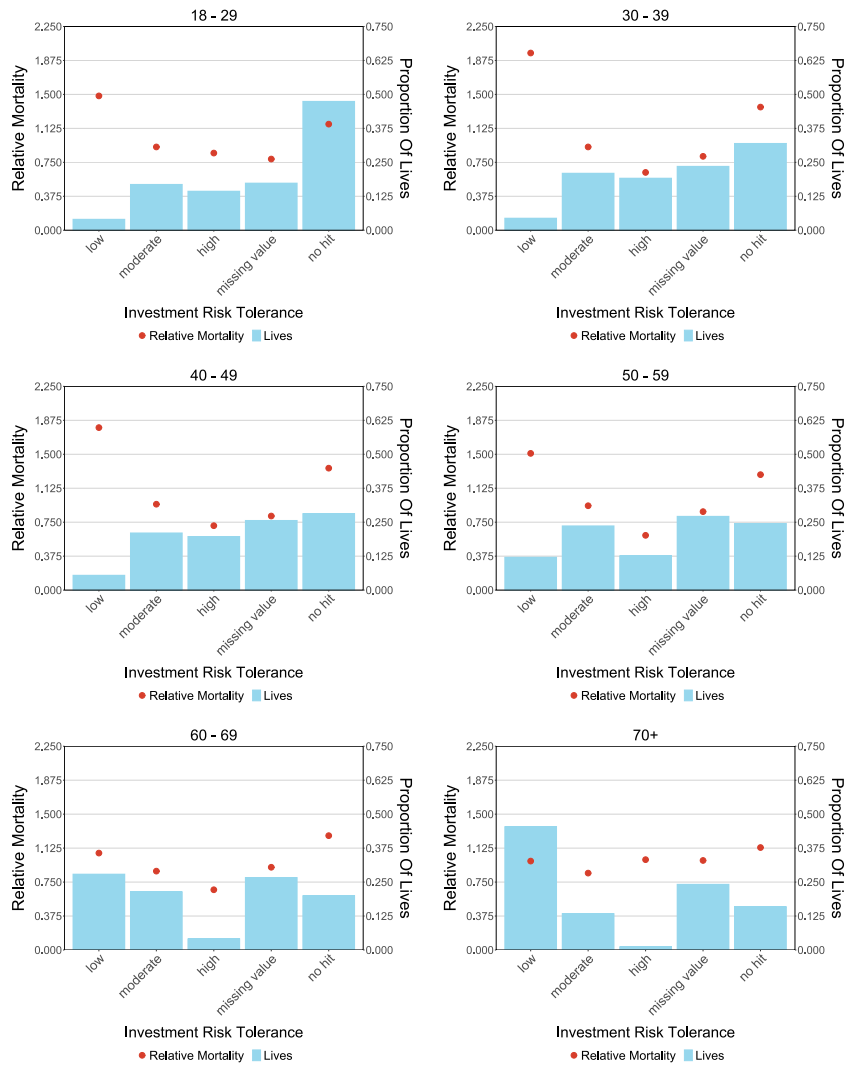 18 - 29
2.250
1.875
1.500
1.125
0.750
0.375
0.000
Relative Mortality
0.750
0.625
0.500
0.375
0.250
0.125
0.000
Proportion Of Lives
low
moderate
high
missing value
no hit
Investment Risk Tolerance
Relative Mortality Lives
30 - 39
2.250
1.875
1.500
1.125
0.750
0.375
0.000
Relative Mortality
0.750
0.625
0.500
0.375
0.250
0.125
0.000
Proportion Of Lives
low
moderate
high
missing value
no hit
Investment Risk Tolerance
Relative Mortality Lives
40 - 49
2.250
1.875
1.500
1.125
0.750
0.375
0.000
Relative Mortality
0.750
0.625
0.500
0.375
0.250
0.125
0.000
Proportion Of Lives
low
moderate
high
missing value
no hit
Investment Risk Tolerance
Relative Mortality Lives
50 - 59
2.250
1.875
1.500
1.125
0.750
0.375
0.000
Relative Mortality
0.750
0.625
0.500
0.375
0.250
0.125
0.000
Proportion Of Lives
low
moderate
high
missing value
no hit
Investment Risk Tolerance
Relative Mortality Lives
60 - 69
2.250
1.875
1.500
1.125
0.750
0.375
0.000
Relative Mortality
0.750
0.625
0.500
0.375
0.250
0.125
0.000
Proportion Of Lives
low
moderate
high
missing value
no hit
Investment Risk Tolerance
Relative Mortality Lives
70+
2.250
1.875
1.500
1.125
0.750
0.375
0.000
Relative Mortality
0.750
0.625
0.500
0.375
0.250
0.125
0.000
Proportion Of Lives
low
moderate
high
missing value
no hit
Investment Risk Tolerance
Relative Mortality Lives